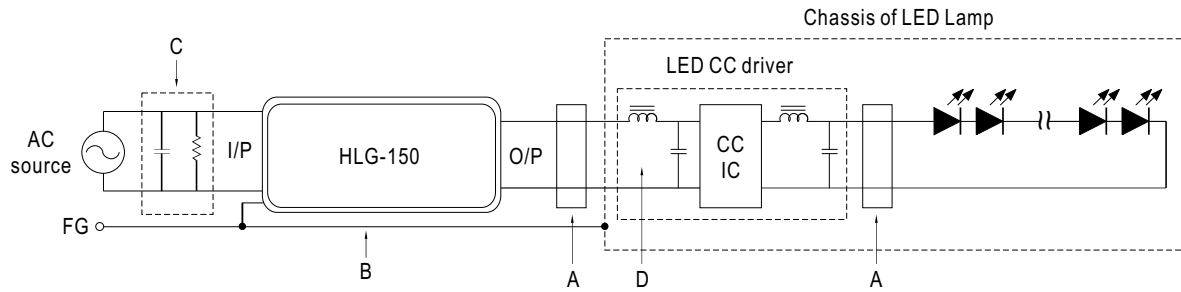 Chassis of LED Lamp
C
LED CC driver
AC
source
I/P
HLG-150
O/P
CC
IC
FG
B
A
D
A